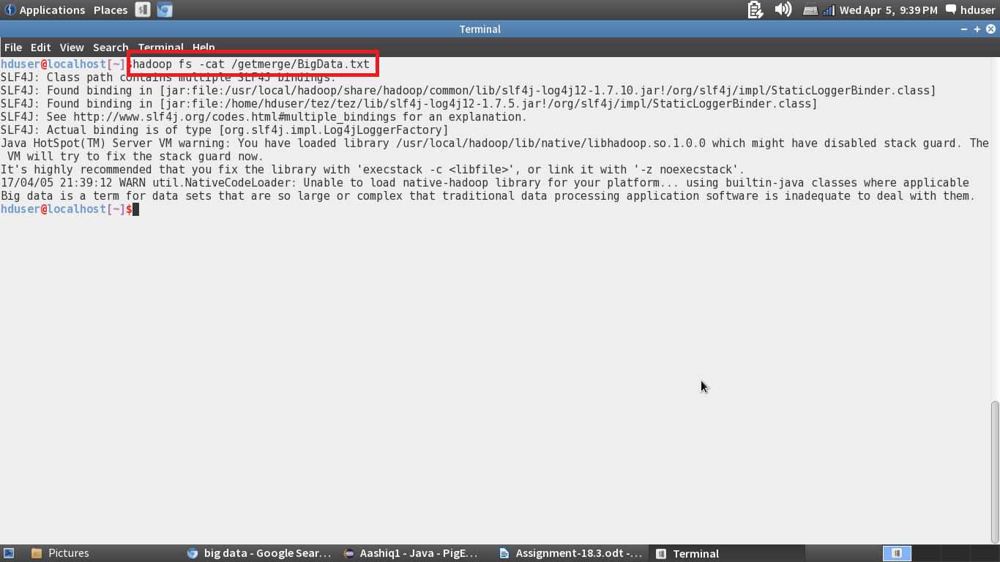 Applications Places Wed Apr 5, 9:39 PM hduser
Terminal
File Edit View Search Terminal Help
hduser@localhost[~]$hadoop fs -cat /getmerge/BigData.txt
SLF4J: Class path contains multiple SLF4J bindings.
SLF4J: Found binding in [jar:file:/usr/local/hadoop/share/hadoop/common/lib/slf4j-log4j12-1.7.10.jar!/org/slf4j/impl/StaticLoggerBinder.class]
SLF4J: Found binding in [jar:file:/home/hduser/tez/tez/lib/slf4j-log4j12-1.7.5.jar!/org/slf4j/impl/StaticLoggerBinder.class]
SLF4J: See http://www.slf4j.org/codes.html#multiple_bindings for an explanation.
SLF4J: Actual binding is of type [org.slf4j.impl.Log4jLoggerFactory]
Java HotSpot(TM) Server VM warning: You have loaded library /usr/local/hadoop/lib/native/libhadoop.so.1.0.0 which might have disabled stack guard. The
 VM will try to fix the stack guard now.
It's highly recommended that you fix the library with 'execstack -c <libfile>', or link it with '-z noexecstack'.
17/04/05 21:39:12 WARN util.NativeCodeLoader: Unable to load native-hadoop library for your platform... using builtin-java classes where applicable
Big data is a term for data sets that are so large or complex that traditional data processing application software is inadequate to deal with them.
hduser@localhost[~]$
Pictures big data - Google Sear... Aashiq1 - Java - PigE... Assignment-18.3.odt -... Terminal